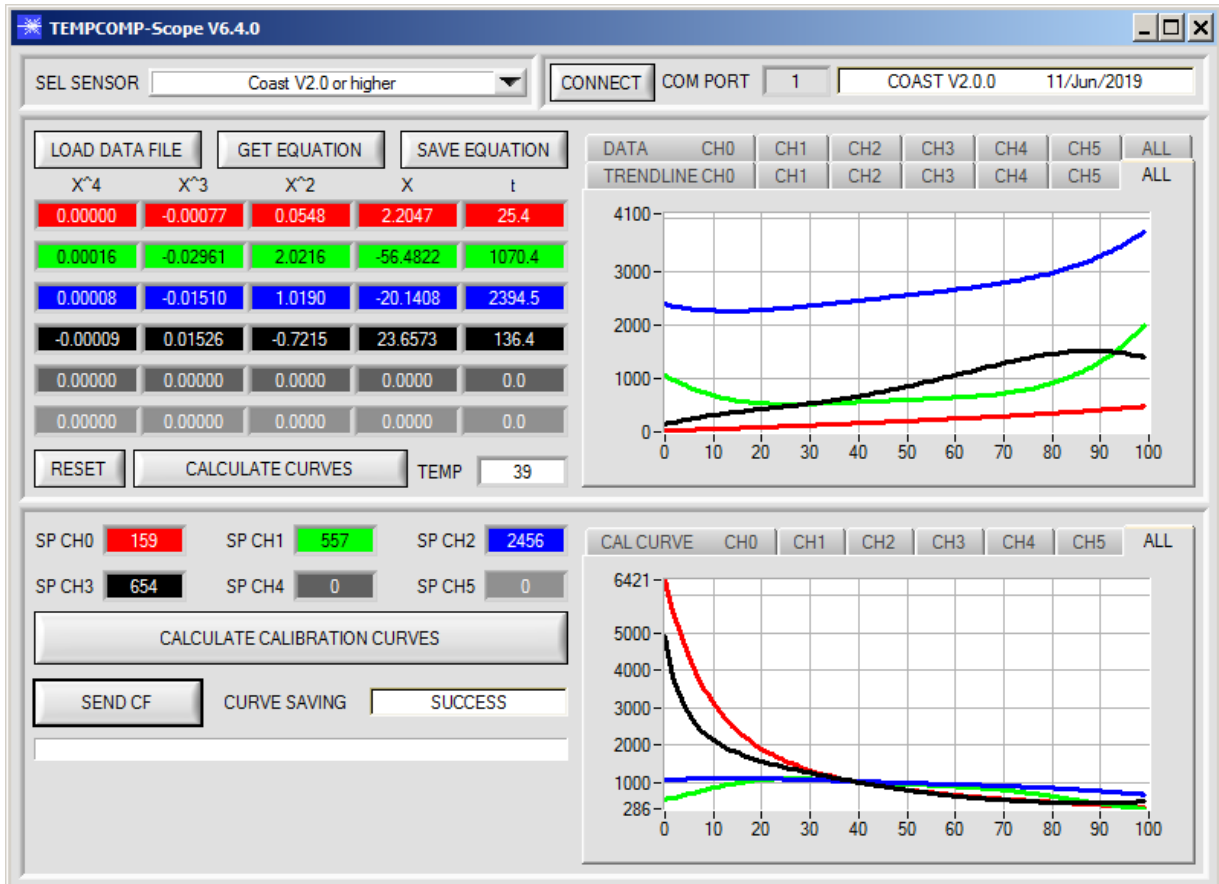 TEMPCOMP-Scope V6.4.0
SEL SENSOR Coast V2.0 or higher CONNECT COM PORT 1 COAST V2.0.0 11/Jun/2019
LOAD DATA FILE GET EQUATION SAVE EQUATION
X^4 X^3 X^2 X t
0.00000 -0.00077 0.0548 2.2047 25.4
0.00016 -0.02961 2.0216 -56.4822 1070.4
0.00008 -0.01510 1.0190 -20.1408 2394.5
-0.00009 0.01526 -0.7215 23.6573 136.4
0.00000 0.00000 0.0000 0.0000 0.0
0.00000 0.00000 0.0000 0.0000 0.0
RESET CALCULATE CURVES TEMP 39
DATA CH0 CH1 CH2 CH3 CH4 CH5 ALL
TRENDLINE CH0 CH1 CH2 CH3 CH4 CH5 ALL
4100
3000
2000
1000
0
0 10 20 30 40 50 60 70 80 90 100
SP CH0 159 SP CH1 557 SP CH2 2456
SP CH3 654 SP CH4 0 SP CH5 0
CALCULATE CALIBRATION CURVES
SEND CF CURVE SAVING SUCCESS
CAL CURVE CH0 CH1 CH2 CH3 CH4 CH5 ALL
6421
5000
4000
3000
2000
1000
286
0 10 20 30 40 50 60 70 80 90 100